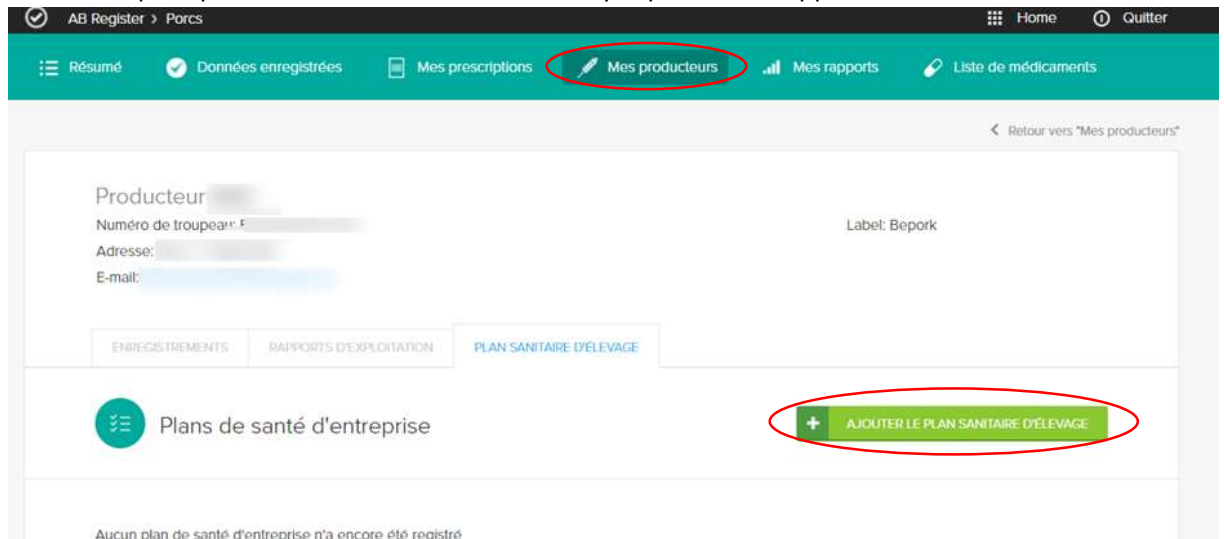 AB Register > Porcs Home Quitter
Résumé Données enregistrées Mes prescriptions Mes producteurs Mes rapports Liste de médicaments
Retour vers "Mes producteurs"
Producteur
Numéro de troupeau:
Label: Bepork
Adresse:
E-mail:
ENREGISTREMENTS RAPPORTS D'EXPLOITATION PLAN SANITAIRE D'ÉLEVAGE
Plans de santé d'entreprise
+ AJOUTER LE PLAN SANITAIRE D'ÉLEVAGE
Aucun plan de santé d'entreprise n'a encore été registré